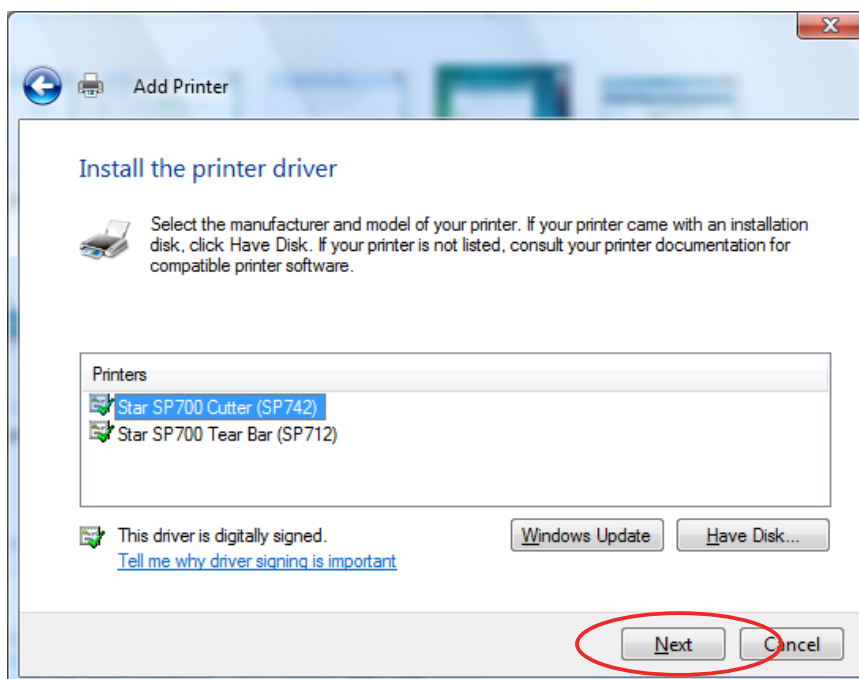 Add Printer
Install the printer driver
Select the manufacturer and model of your printer. If your printer came with an installation
disk, click Have Disk. If your printer is not listed, consult your printer documentation for
compatible printer software.
Printers
Star SP700 Cutter (SP742)
Star SP700 Tear Bar (SP712)
This driver is digitally signed.
Tell me why driver signing is important
Windows Update
Have Disk...
Next
Cancel